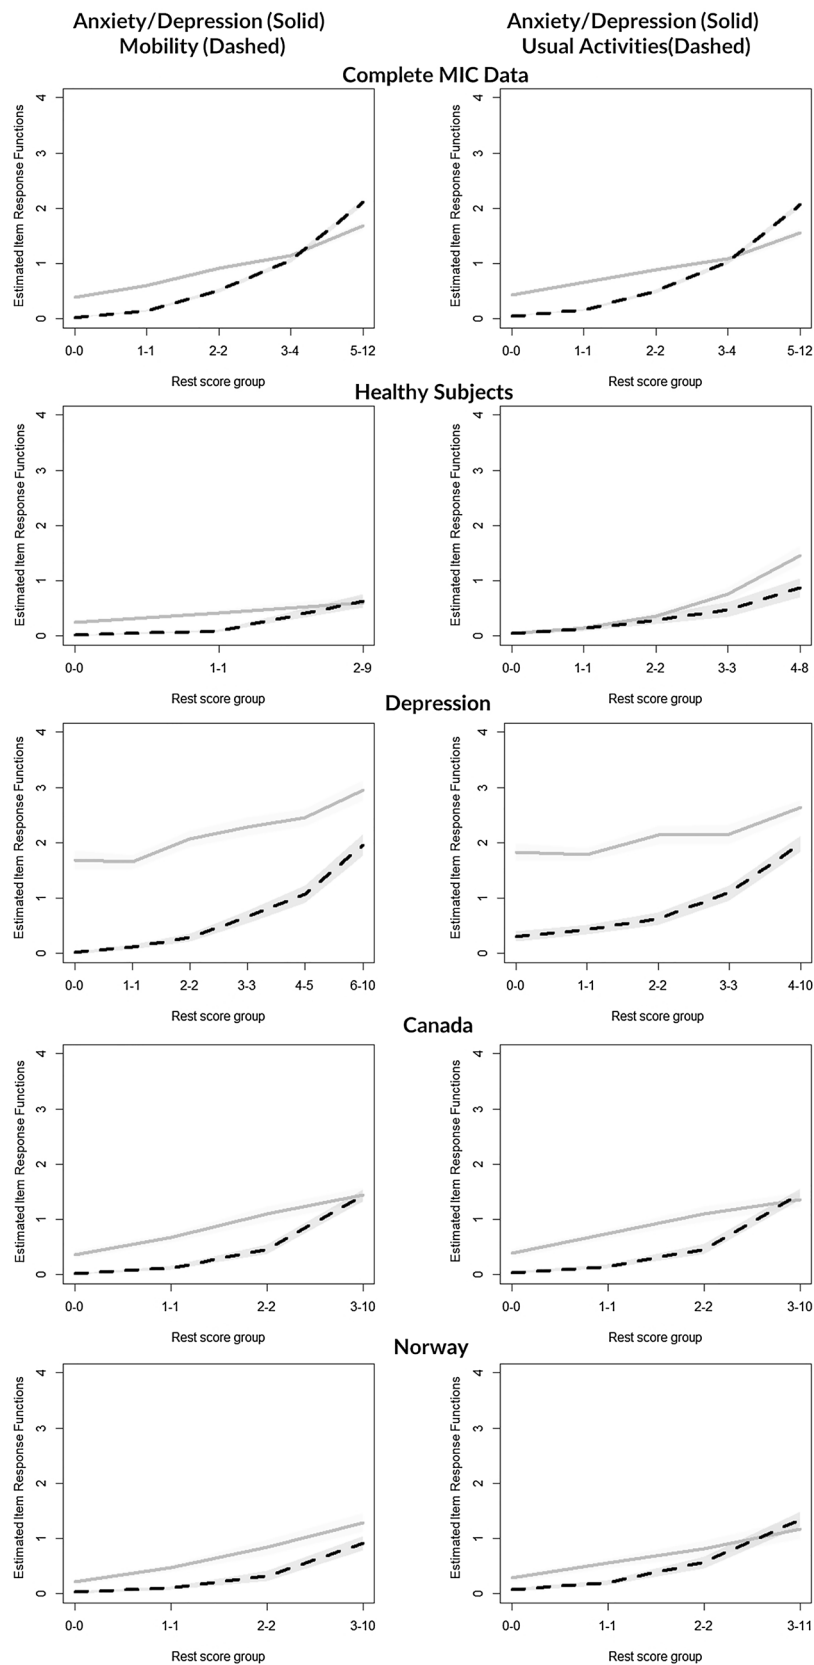 Anxiety/Depression (Solid)
Mobility (Dashed)
Anxiety/Depression (Solid)
Usual Activities(Dashed)
Complete MIC Data
Estimated Item Response Functions
4
3
2
1
0
0-0 1-1 2-2 3-4 5-12
Rest score group
Estimated Item Response Functions
4
3
2
1
0
0-0 1-1 2-2 3-4 5-12
Rest score group
Healthy Subjects
Estimated Item Response Functions
4
3
2
1
0
0-0 1-1 2-9
Rest score group
Estimated Item Response Functions
4
3
2
1
0
0-0 1-1 2-2 3-3 4-8
Rest score group
Depression
Estimated Item Response Functions
4
3
2
1
0
0-0 1-1 2-2 3-3 4-5 6-10
Rest score group
Estimated Item Response Functions
4
3
2
1
0
0-0 1-1 2-2 3-3 4-10
Rest score group
Canada
Estimated Item Response Functions
4
3
2
1
0
0-0 1-1 2-2 3-10
Rest score group
Estimated Item Response Functions
4
3
2
1
0
0-0 1-1 2-2 3-10
Rest score group
Norway
Estimated Item Response Functions
4
3
2
1
0
0-0 1-1 2-2 3-10
Rest score group
Estimated Item Response Functions
4
3
2
1
0
0-0 1-1 2-2 3-11
Rest score group